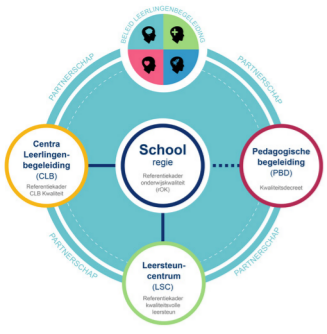 BELEID LEERLINGENBEGELEIDING
PARTNERSCHAP
PARTNERSCHAP
Centra
Leerlingen-
begeleiding
(CLB)
Referentiekader
CLB Kwaliteit
School
regie
Referentiekader
onderwijskwaliteit
(rOK)
Pedagogische
begeleiding
(PBD)
Kwaliteitsdecreet
PARTNERSCHAP
PARTNERSCHAP
Leersteun-
centrum
(LSC)
Referentiekader
kwaliteitsvolle
leersteun